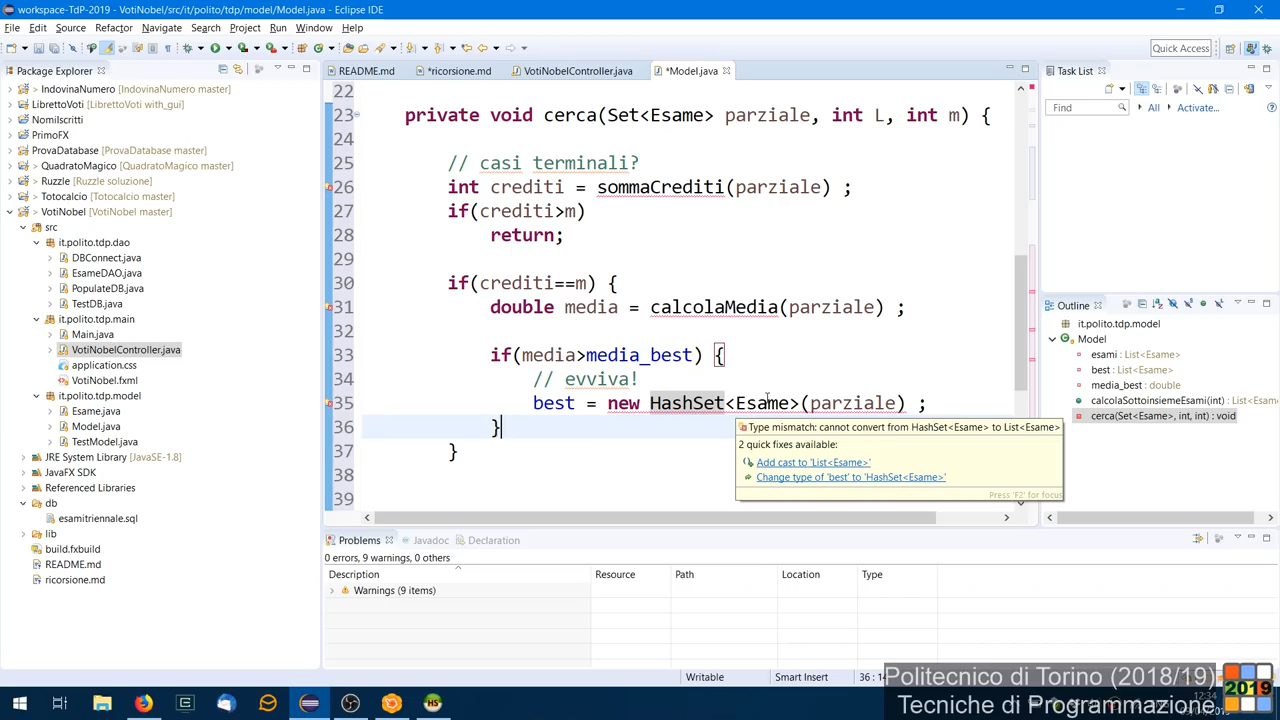 workspace-TdP-2019 - VotiNobel/src/it/polito/tdp/model/Model.java - Eclipse IDE
File Edit Source Refactor Navigate Search Project Run Window Help
Quick Access
Package Explorer
README.md *ricorsione.md VotiNobelController.java *Model.java
Task List
IndovinaNumero [IndovinaNumero master]
LibrettoVoti [LibrettoVoti with_gui]
NomiIscritti
PrimoFX
ProvaDatabase [ProvaDatabase master]
> QuadratoMagico [QuadratoMagico master]
> Ruzzle [Ruzzle soluzione]
> Totocalcio [Totocalcio master]
> VotiNobel [VotiNobel master]
src
it.polito.tdp.dao
DBConnect.java
EsameDAO.java
PopulateDB.java
TestDB.java
it.polito.tdp.main
Main.java
VotiNobelController.java
application.css
VotiNobel.fxml
it.polito.tdp.model
Esame.java
Model.java
TestModel.java
JRE System Library [JavaSE-1.8]
JavaFX SDK
Referenced Libraries
db
esamitriennale.sql
lib
build.fxbuild
README.md
ricorsione.md
22
23 private void cerca(Set<Esame> parziale, int L, int m) {
24
25 // casi terminali?
26 int crediti = sommaCrediti(parziale) ;
27 if(crediti>m)
28 return;
29
30 if(crediti==m) {
31 double media = calcolaMedia(parziale) ;
32
33 if(media>media_best) {
34 // evviva!
35 best = new HashSet<Esame>(parziale) ;
36 }
37 }
38
39
Type mismatch: cannot convert from HashSet<Esame> to List<Esame>
2 quick fixes available:
Add cast to 'List<Esame>'
Change type of 'best' to 'HashSet<Esame>'
Press 'F2' for focus
Find All Activate...
Outline
it.polito.tdp.model
Model
esami : List<Esame>
best : List<Esame>
media_best : double
calcolaSottoinsiemeEsami(int) : List<Esame>
cerca(Set<Esame>, int, int) : void
Problems Javadoc Declaration
0 errors, 9 warnings, 0 others
Description Resource Path Location Type
Warnings (9 items)
Writable Smart Insert 36 : 14
Politecnico di Torino (2018/19)
Tecniche di Programmazione
2019
12:34